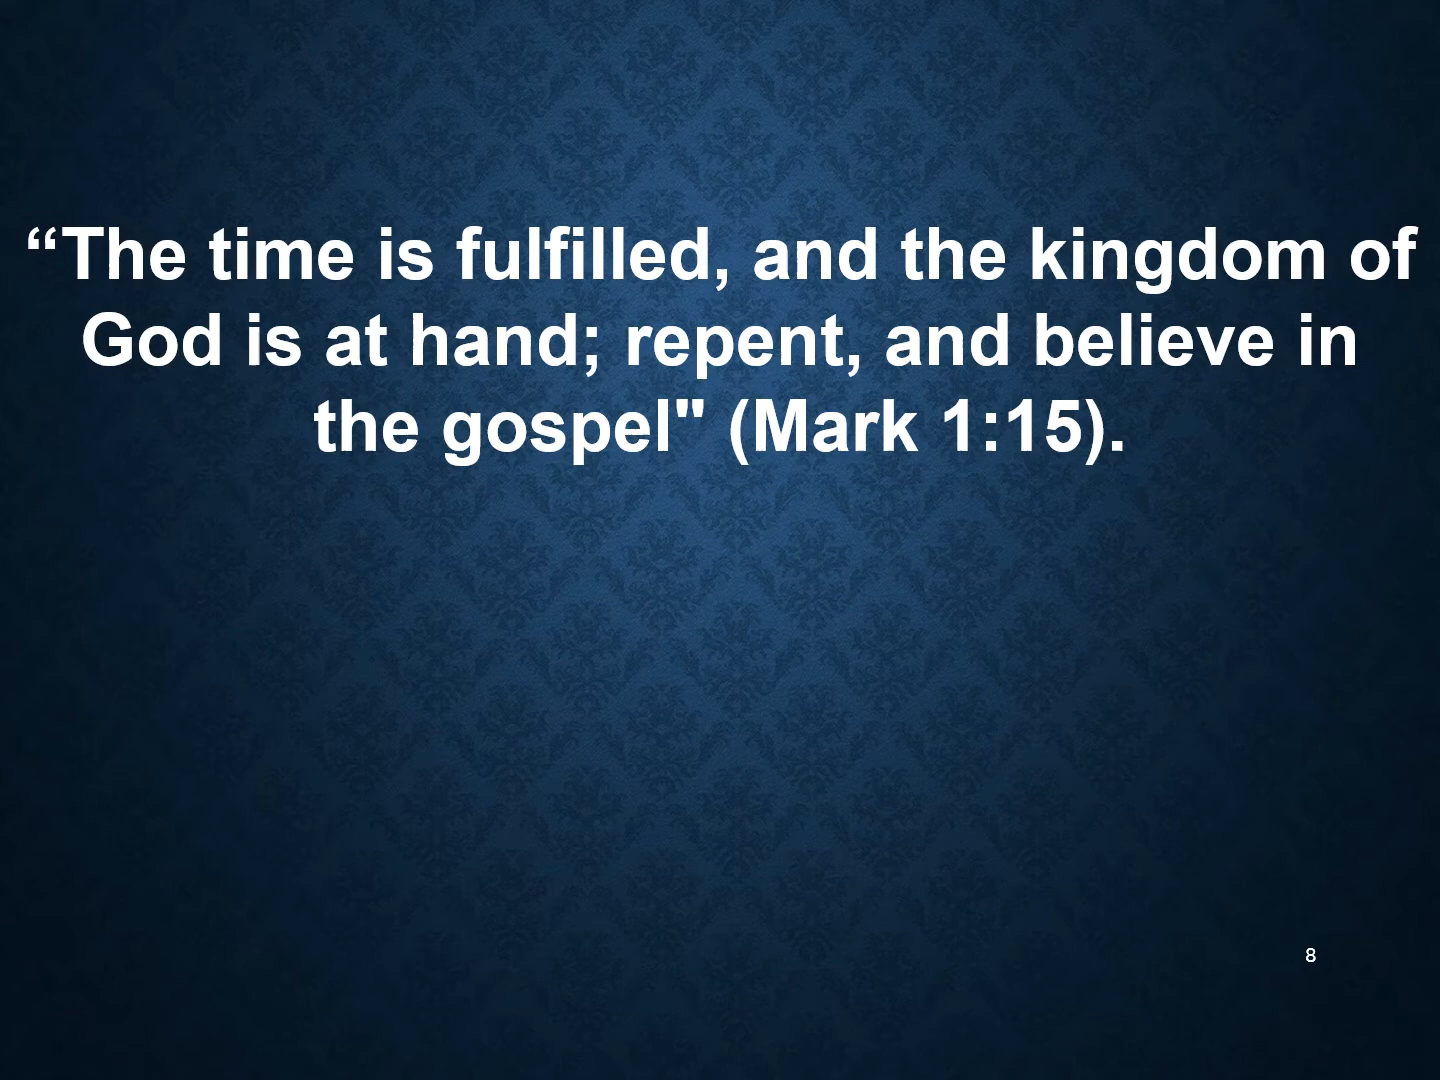 “The time is fulfilled, and the kingdom of
God is at hand; repent, and believe in
the gospel" (Mark 1:15).
8